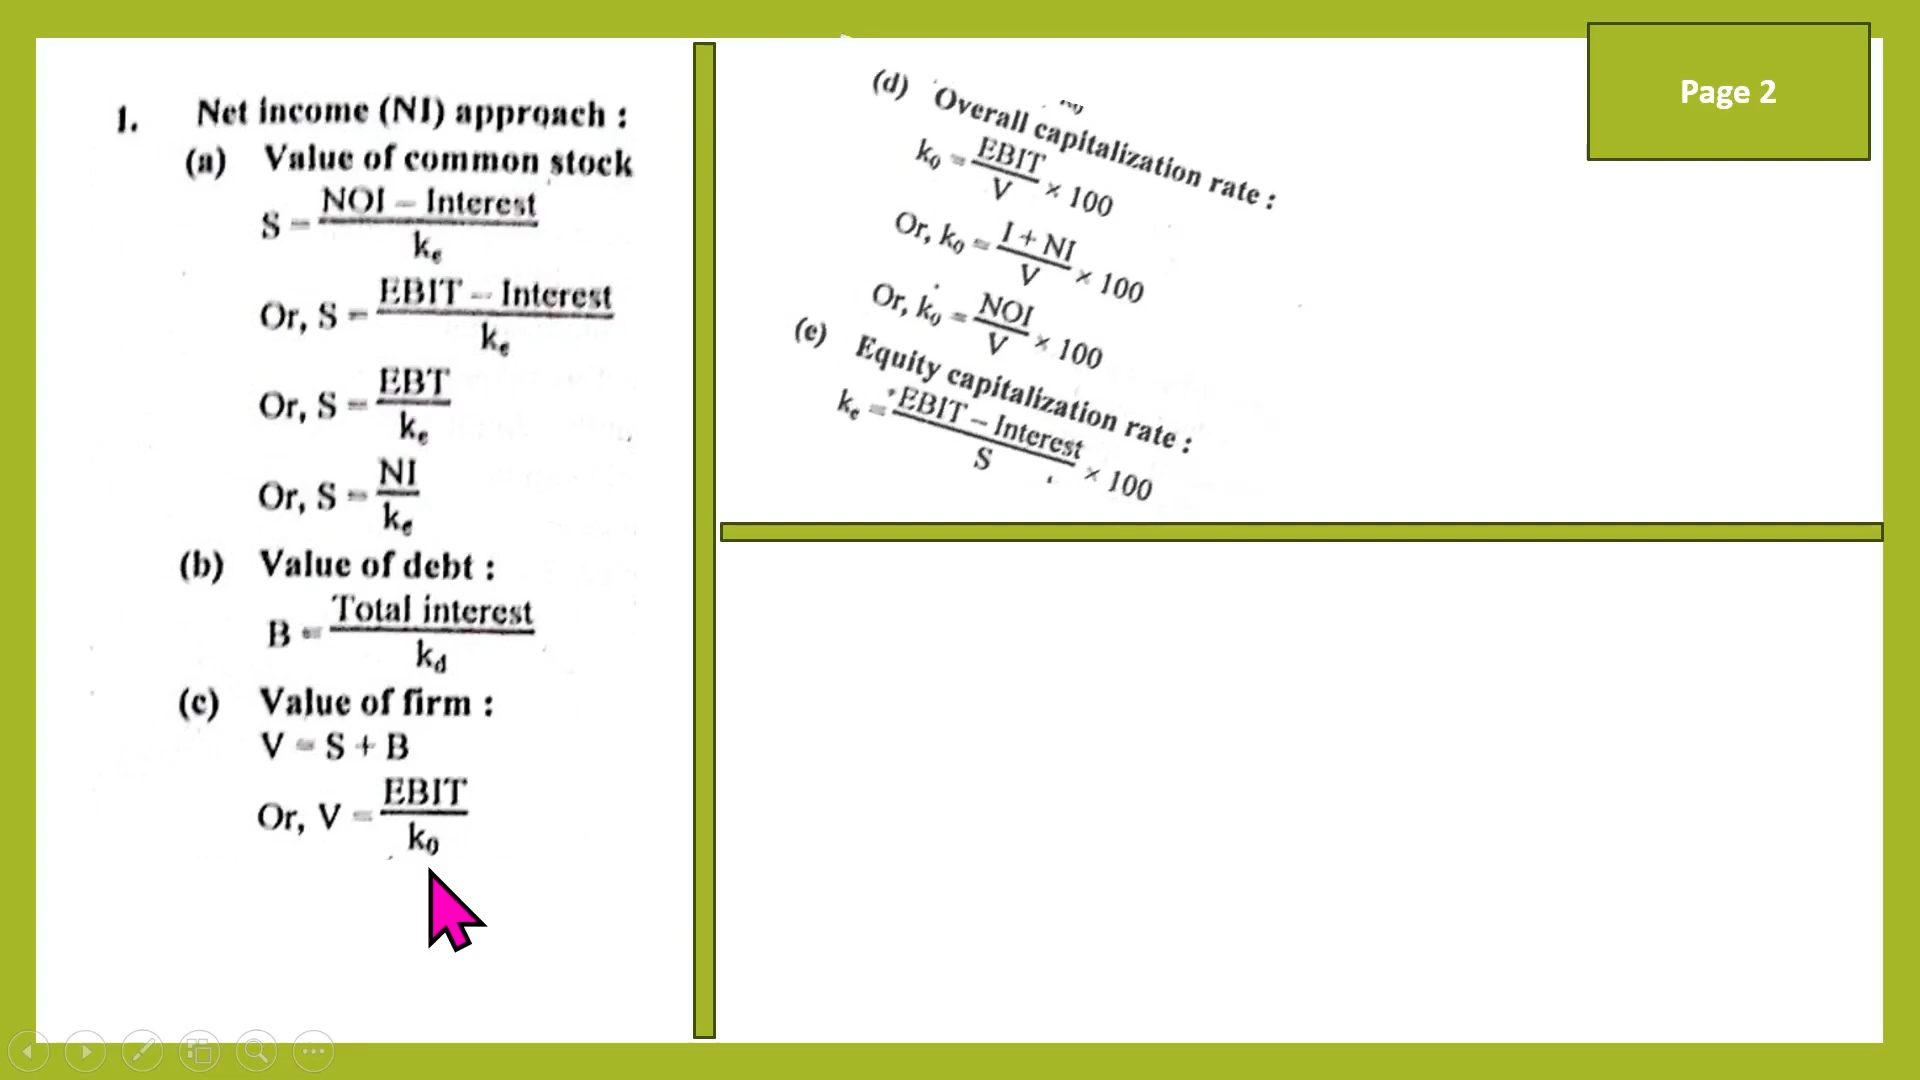 Page 2
1. Net income (NI) approach :
(a) Value of common stock
S = NOI – Interest / ke
Or, S = EBIT – Interest / ke
Or, S = EBT / ke
Or, S = NI / ke
(b) Value of debt :
B = Total interest / kd
(c) Value of firm :
V = S + B
Or, V = EBIT / k0
(d) Overall capitalization rate :
k0 = EBIT / V × 100
Or, k0 = I + NI / V × 100
Or, k0 = NOI / V × 100
(e) Equity capitalization rate :
ke = EBIT – Interest / S × 100